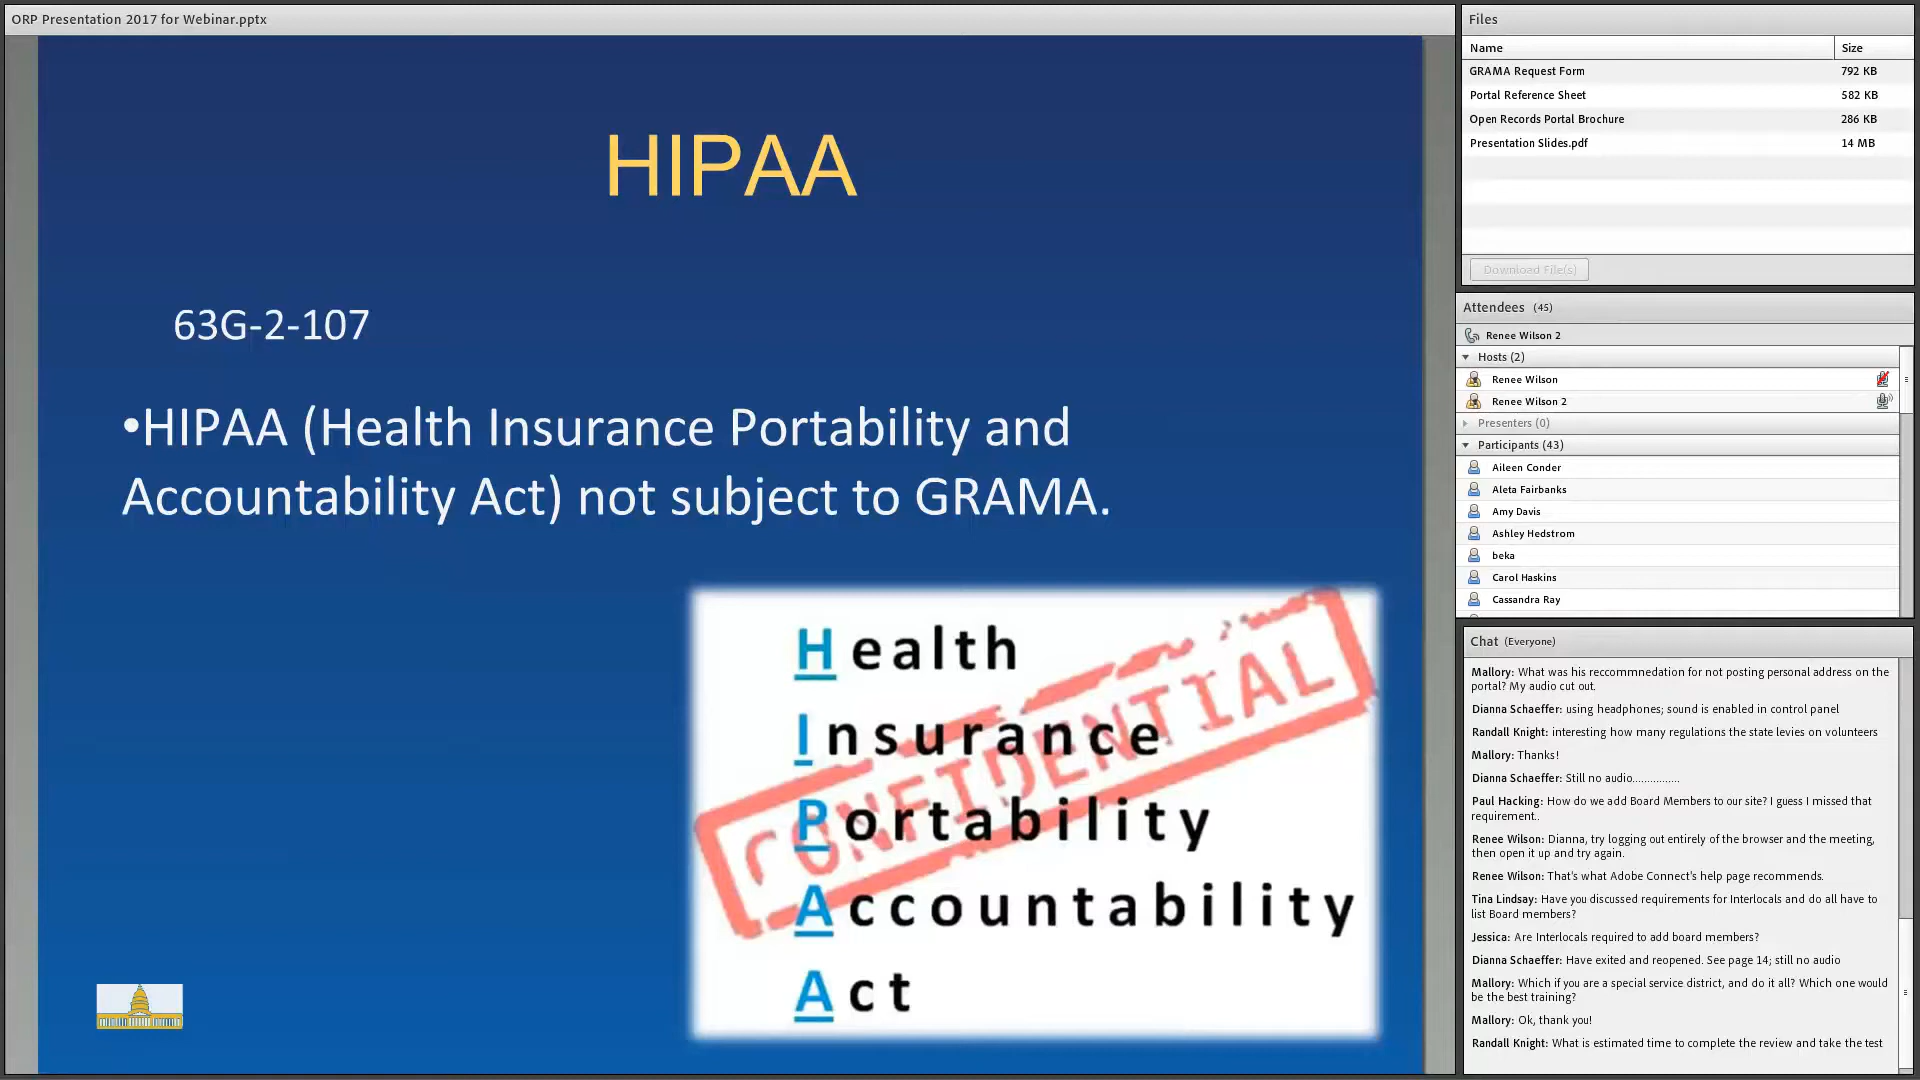 ORP Presentation 2017 for Webinar.pptx
HIPAA
63G-2-107
•HIPAA (Health Insurance Portability and
Accountability Act) not subject to GRAMA.
Health
Insurance
Portability
Accountability
Act
CONFIDENTIAL
Files
Name Size
GRAMA Request Form 792 KB
Portal Reference Sheet 582 KB
Open Records Portal Brochure 286 KB
Presentation Slides.pdf 14 MB
Download File(s)
Attendees (45)
Renee Wilson 2
Hosts (2)
Renee Wilson
Renee Wilson 2
Presenters (0)
Participants (43)
Aileen Conder
Aleta Fairbanks
Amy Davis
Ashley Hedstrom
beka
Carol Haskins
Cassandra Ray
Chat (Everyone)
Mallory: What was his reccommnedation for not posting personal address on the
portal? My audio cut out.
Dianna Schaeffer: using headphones; sound is enabled in control panel
Randall Knight: interesting how many regulations the state levies on volunteers
Mallory: Thanks!
Dianna Schaeffer: Still no audio...............
Paul Hacking: How do we add Board Members to our site? I guess I missed that
requirement..
Renee Wilson: Dianna, try logging out entirely of the browser and the meeting,
then open it up and try again.
Renee Wilson: That's what Adobe Connect's help page recommends.
Tina Lindsay: Have you discussed requirements for Interlocals and do all have to
list Board members?
Jessica: Are Interlocals required to add board members?
Dianna Schaeffer: Have exited and reopened. See page 14; still no audio
Mallory: Which if you are a special service district, and do it all? Which one would
be the best training?
Mallory: Ok, thank you!
Randall Knight: What is estimated time to complete the review and take the test